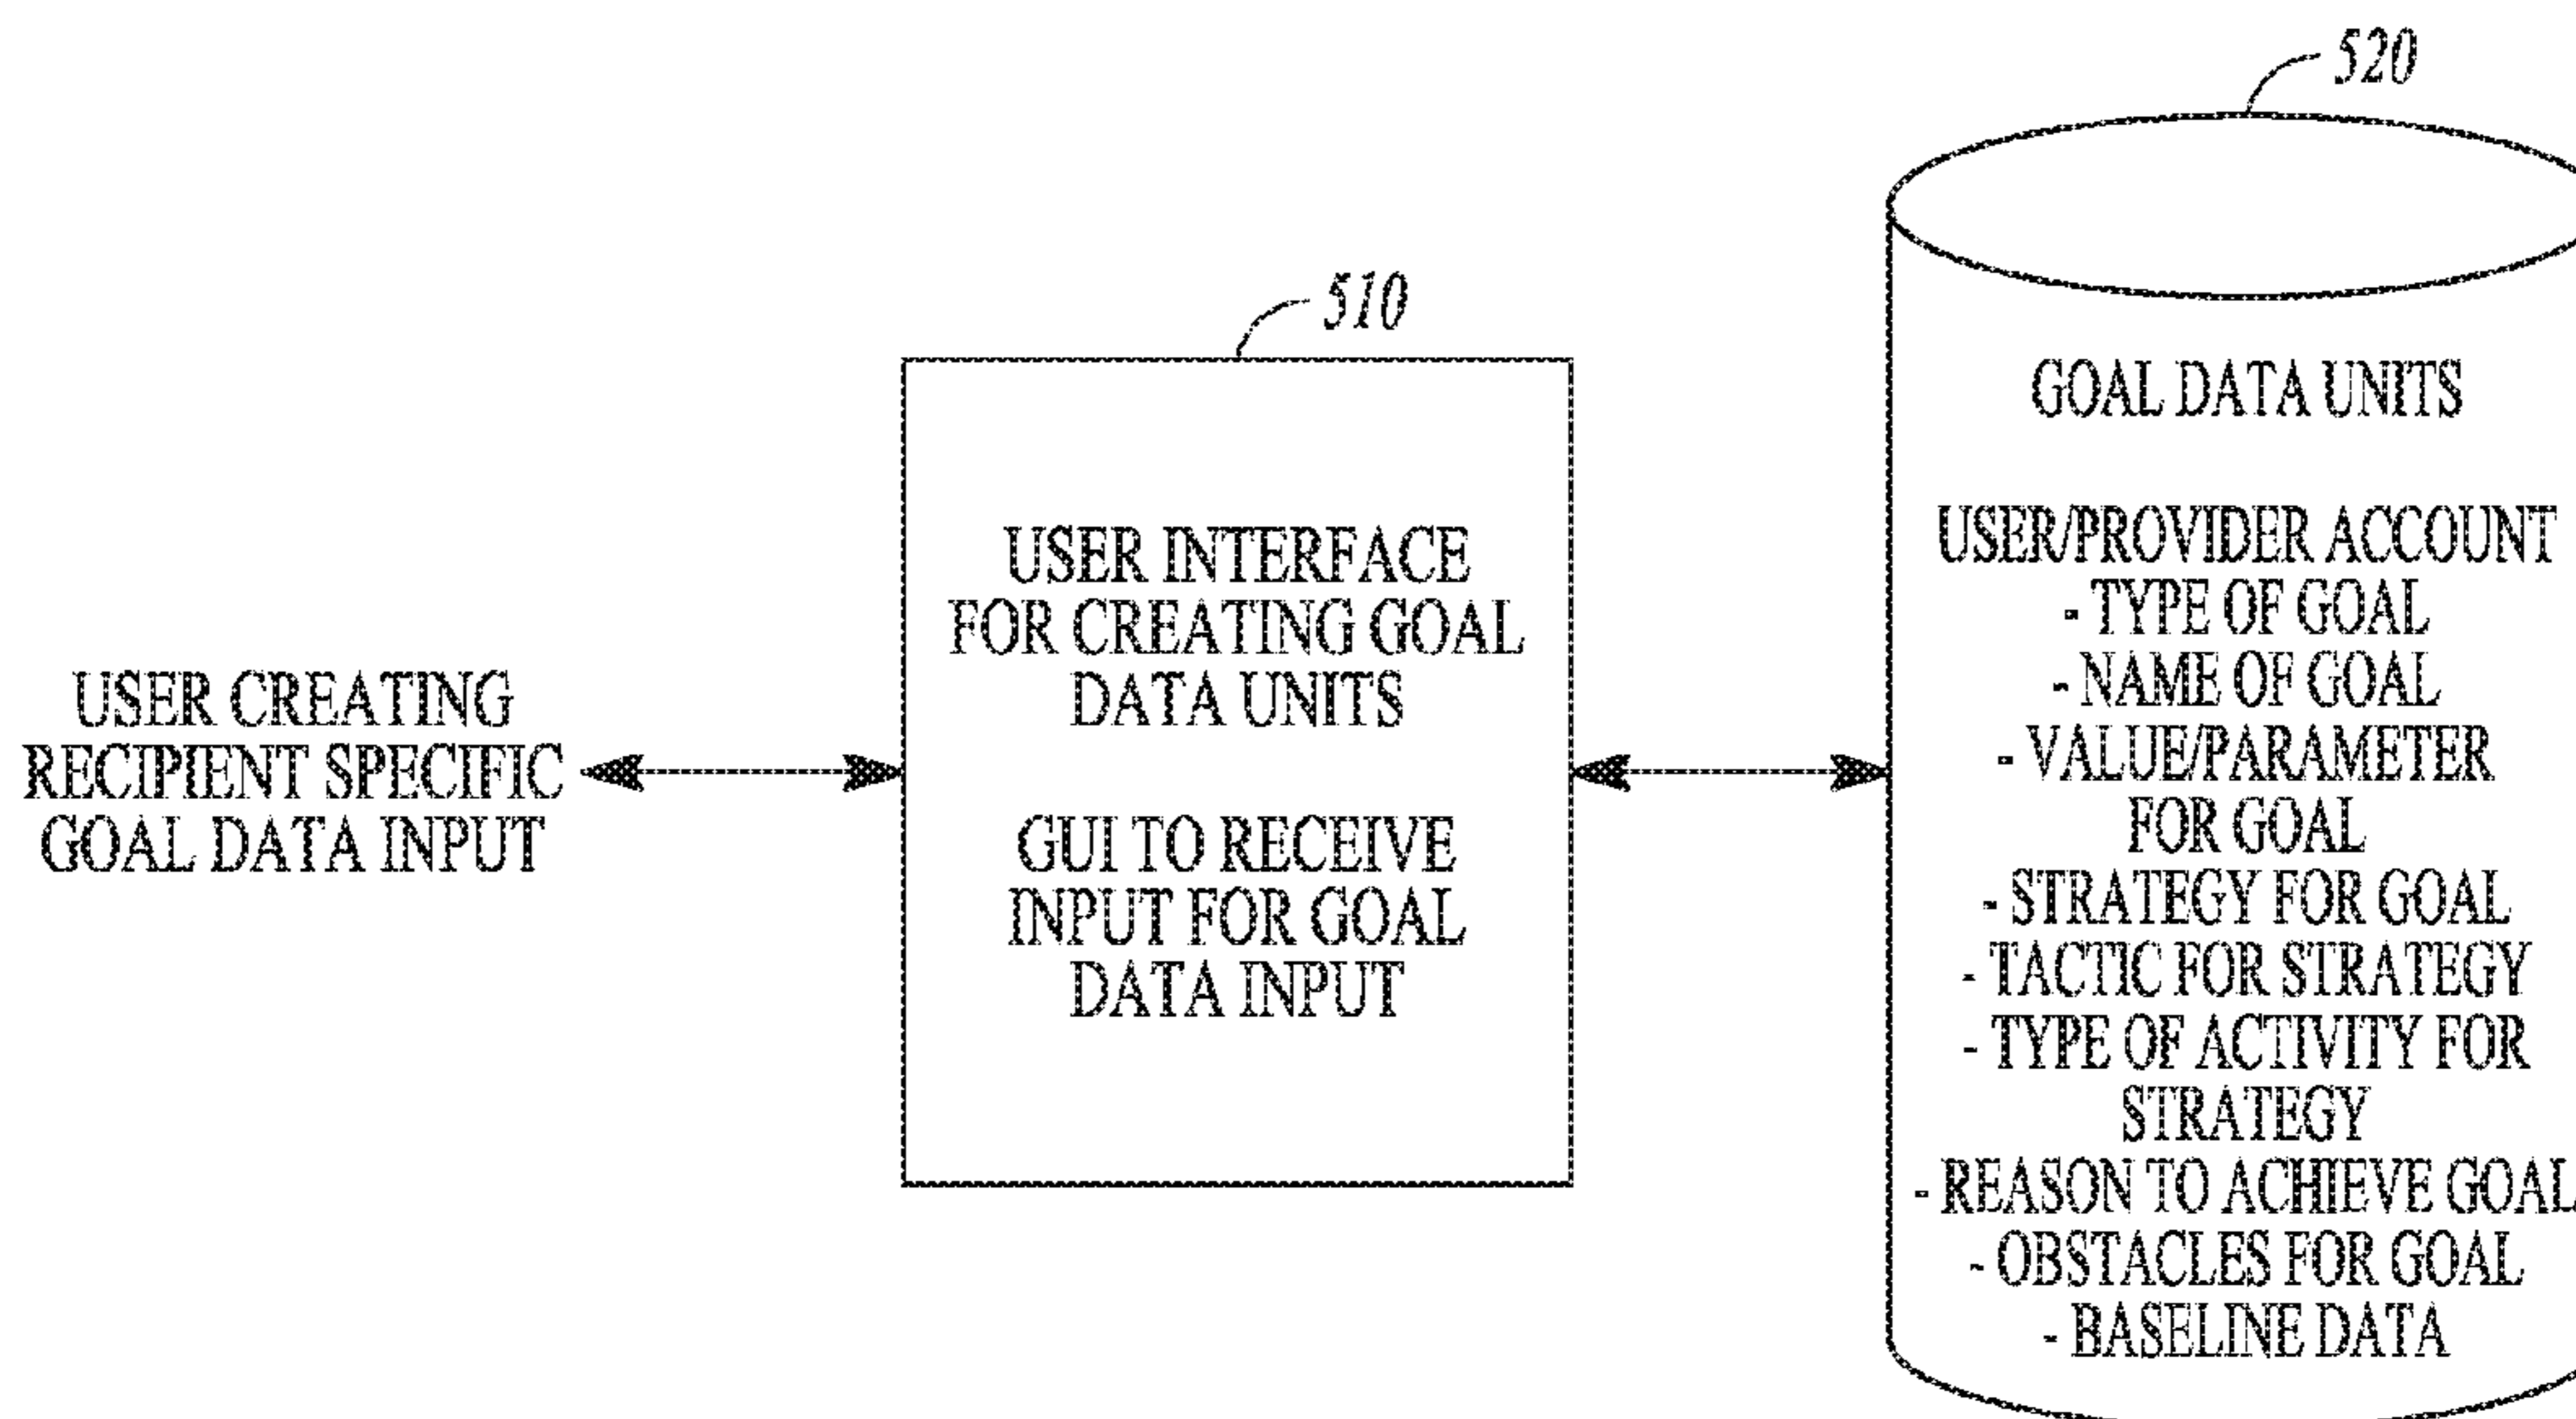 520
510
GOAL DATA UNITS
USER/PROVIDER ACCOUNT
- TYPE OF GOAL
- NAME OF GOAL
- VALUE/PARAMETER
FOR GOAL
- STRATEGY FOR GOAL
- TACTIC FOR STRATEGY
- TYPE OF ACTIVITY FOR
STRATEGY
- REASON TO ACHIEVE GOAL
- OBSTACLES FOR GOAL
- BASELINE DATA
USER INTERFACE
FOR CREATING GOAL
DATA UNITS
GUI TO RECEIVE
INPUT FOR GOAL
DATA INPUT
USER CREATING
RECIPIENT SPECIFIC
GOAL DATA INPUT